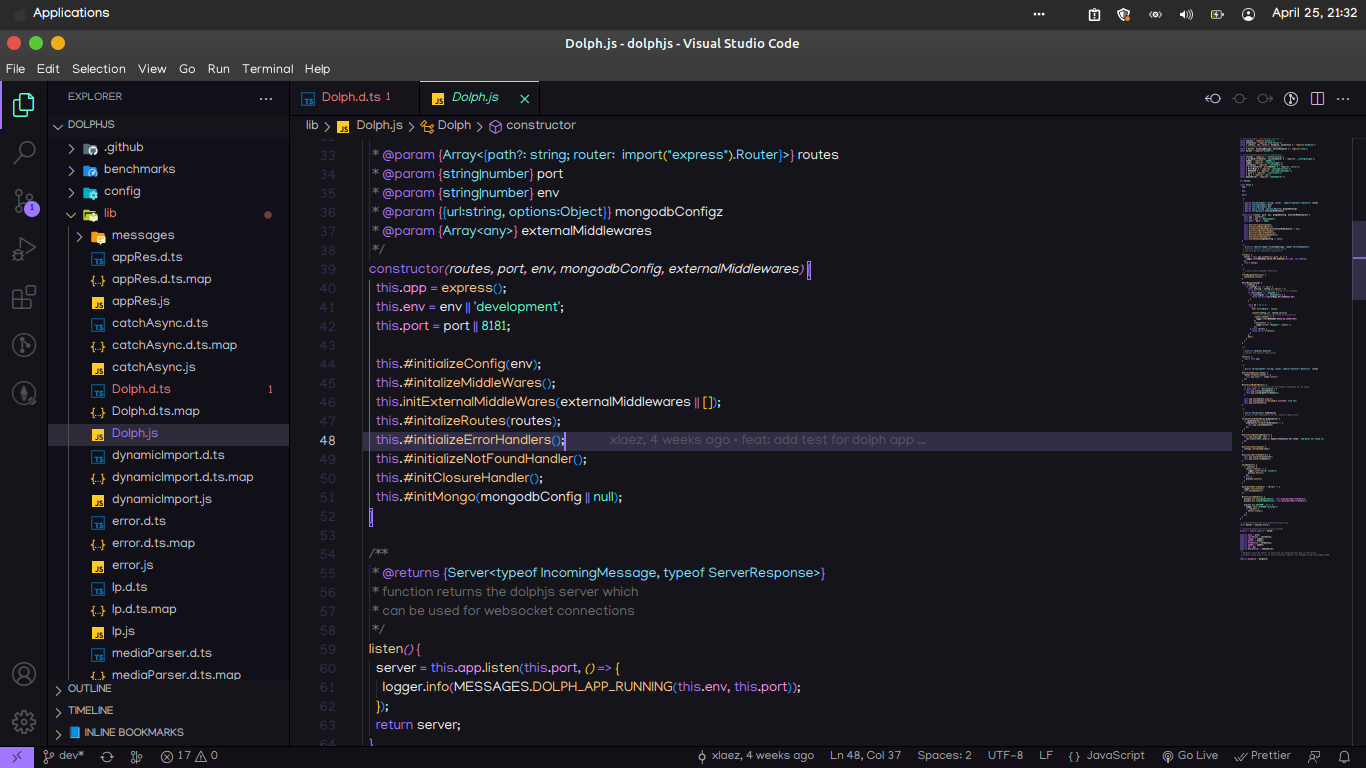 Applications
April 25, 21:32
Dolph.js - dolphjs - Visual Studio Code
File Edit Selection View Go Run Terminal Help
EXPLORER
DOLPHJS
.github
benchmarks
config
lib
messages
appRes.d.ts
appRes.d.ts.map
appRes.js
catchAsync.d.ts
catchAsync.d.ts.map
catchAsync.js
Dolph.d.ts 1
Dolph.d.ts.map
Dolph.js
dynamicImport.d.ts
dynamicImport.d.ts.map
dynamicImport.js
error.d.ts
error.d.ts.map
error.js
lp.d.ts
lp.d.ts.map
lp.js
mediaParser.d.ts
mediaParser.d.ts.map
OUTLINE
TIMELINE
INLINE BOOKMARKS
Dolph.d.ts 1 Dolph.js
lib > Dolph.js > Dolph > constructor
33 * @param {Array<{path?: string; router: import("express").Router}>} routes
34 * @param {string|number} port
35 * @param {string|number} env
36 * @param {{url:string, options:Object}} mongodbConfigz
37 * @param {Array<any>} externalMiddlewares
38 */
39 constructor(routes, port, env, mongodbConfig, externalMiddlewares) {
40 this.app = express();
41 this.env = env || 'development';
42 this.port = port || 8181;
43
44 this.#initializeConfig(env);
45 this.#initalizeMiddleWares();
46 this.initExternalMiddleWares(externalMiddlewares || []);
47 this.#initalizeRoutes(routes);
48 this.#initializeErrorHandlers(); xlaez, 4 weeks ago • feat: add test for dolph app ...
49 this.#initializeNotFoundHandler();
50 this.#initClosureHandler();
51 this.#initMongo(mongodbConfig || null);
52 }
53
54 /**
55 * @returns {Server<typeof IncomingMessage, typeof ServerResponse>}
56 * function returns the dolphjs server which
57 * can be used for websocket connections
58 */
59 listen() {
60 server = this.app.listen(this.port, () => {
61 logger.info(MESSAGES.DOLPH_APP_RUNNING(this.env, this.port));
62 });
63 return server;
64 }
1
dev* 17 0 xlaez, 4 weeks ago Ln 48, Col 37 Spaces: 2 UTF-8 LF {} JavaScript Go Live Prettier